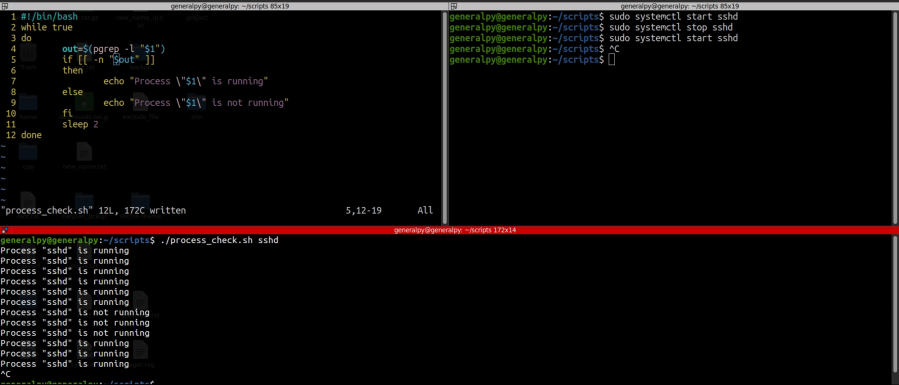 generalpy@generalpy: ~/scripts 85x19
1 #!/bin/bash
2 while true
3 do
4 out=$(pgrep -l "$1")
5 if [[ -n "$out" ]]
6 then
7 echo "Process \"$1\" is running"
8 else
9 echo "Process \"$1\" is not running"
10 fi
11 sleep 2
12 done
~
~
~
~
~
~
"process_check.sh" 12L, 172C written 5,12-19 All
generalpy@generalpy: ~/scripts 85x19
generalpy@generalpy:~/scripts$ sudo systemctl start sshd
generalpy@generalpy:~/scripts$ sudo systemctl stop sshd
generalpy@generalpy:~/scripts$ sudo systemctl start sshd
generalpy@generalpy:~/scripts$ ^C
generalpy@generalpy:~/scripts$
generalpy@generalpy: ~/scripts 172x14
generalpy@generalpy:~/scripts$ ./process_check.sh sshd
Process "sshd" is running
Process "sshd" is running
Process "sshd" is running
Process "sshd" is running
Process "sshd" is running
Process "sshd" is running
Process "sshd" is not running
Process "sshd" is not running
Process "sshd" is not running
Process "sshd" is running
Process "sshd" is running
Process "sshd" is running
^C